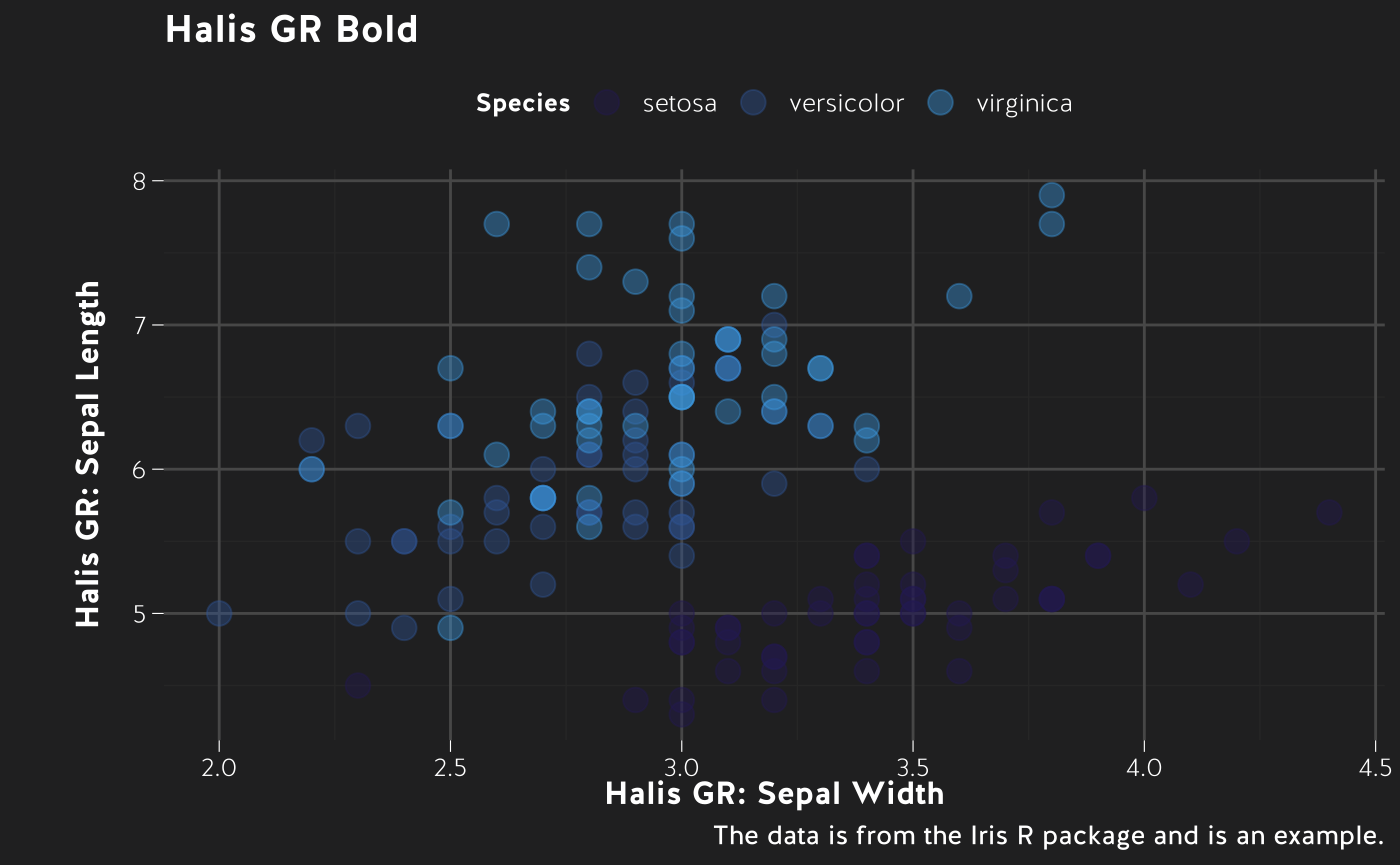 Halis GR Bold
Species setosa versicolor virginica
Halis GR: Sepal Length
8
7
6
5
2.0 2.5 3.0 3.5 4.0 4.5
Halis GR: Sepal Width
The data is from the Iris R package and is an example.